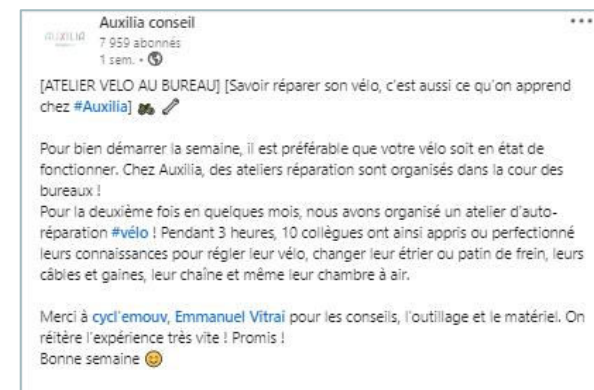 AUXILIA
Auxilia conseil
7 959 abonnés
1 sem. •
[ATELIER VELO AU BUREAU] [Savoir réparer son vélo, c'est aussi ce qu'on apprend
chez #Auxilia]
Pour bien démarrer la semaine, il est préférable que votre vélo soit en état de
fonctionner. Chez Auxilia, des ateliers réparation sont organisés dans la cour des
bureaux !
Pour la deuxième fois en quelques mois, nous avons organisé un atelier d'auto-
réparation #vélo ! Pendant 3 heures, 10 collègues ont ainsi appris ou perfectionné
leurs connaissances pour régler leur vélo, changer leur étrier ou patin de frein, leurs
câbles et gaines, leur chaîne et même leur chambre à air.
Merci à cycl'emouv, Emmanuel Vitrai pour les conseils, l'outillage et le matériel. On
réitère l'expérience très vite ! Promis !
Bonne semaine